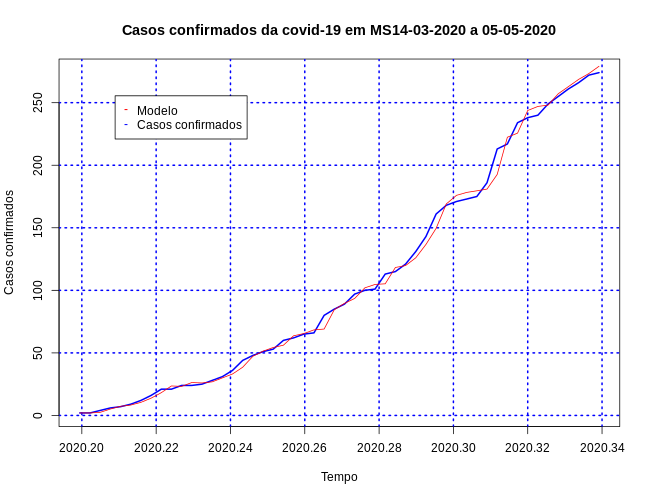 Casos confirmados da covid-19 em MS14-03-2020 a 05-05-2020
Casos confirmados
250
200
150
100
50
0
- Modelo
- Casos confirmados
2020.20 2020.22 2020.24 2020.26 2020.28 2020.30 2020.32 2020.34
Tempo